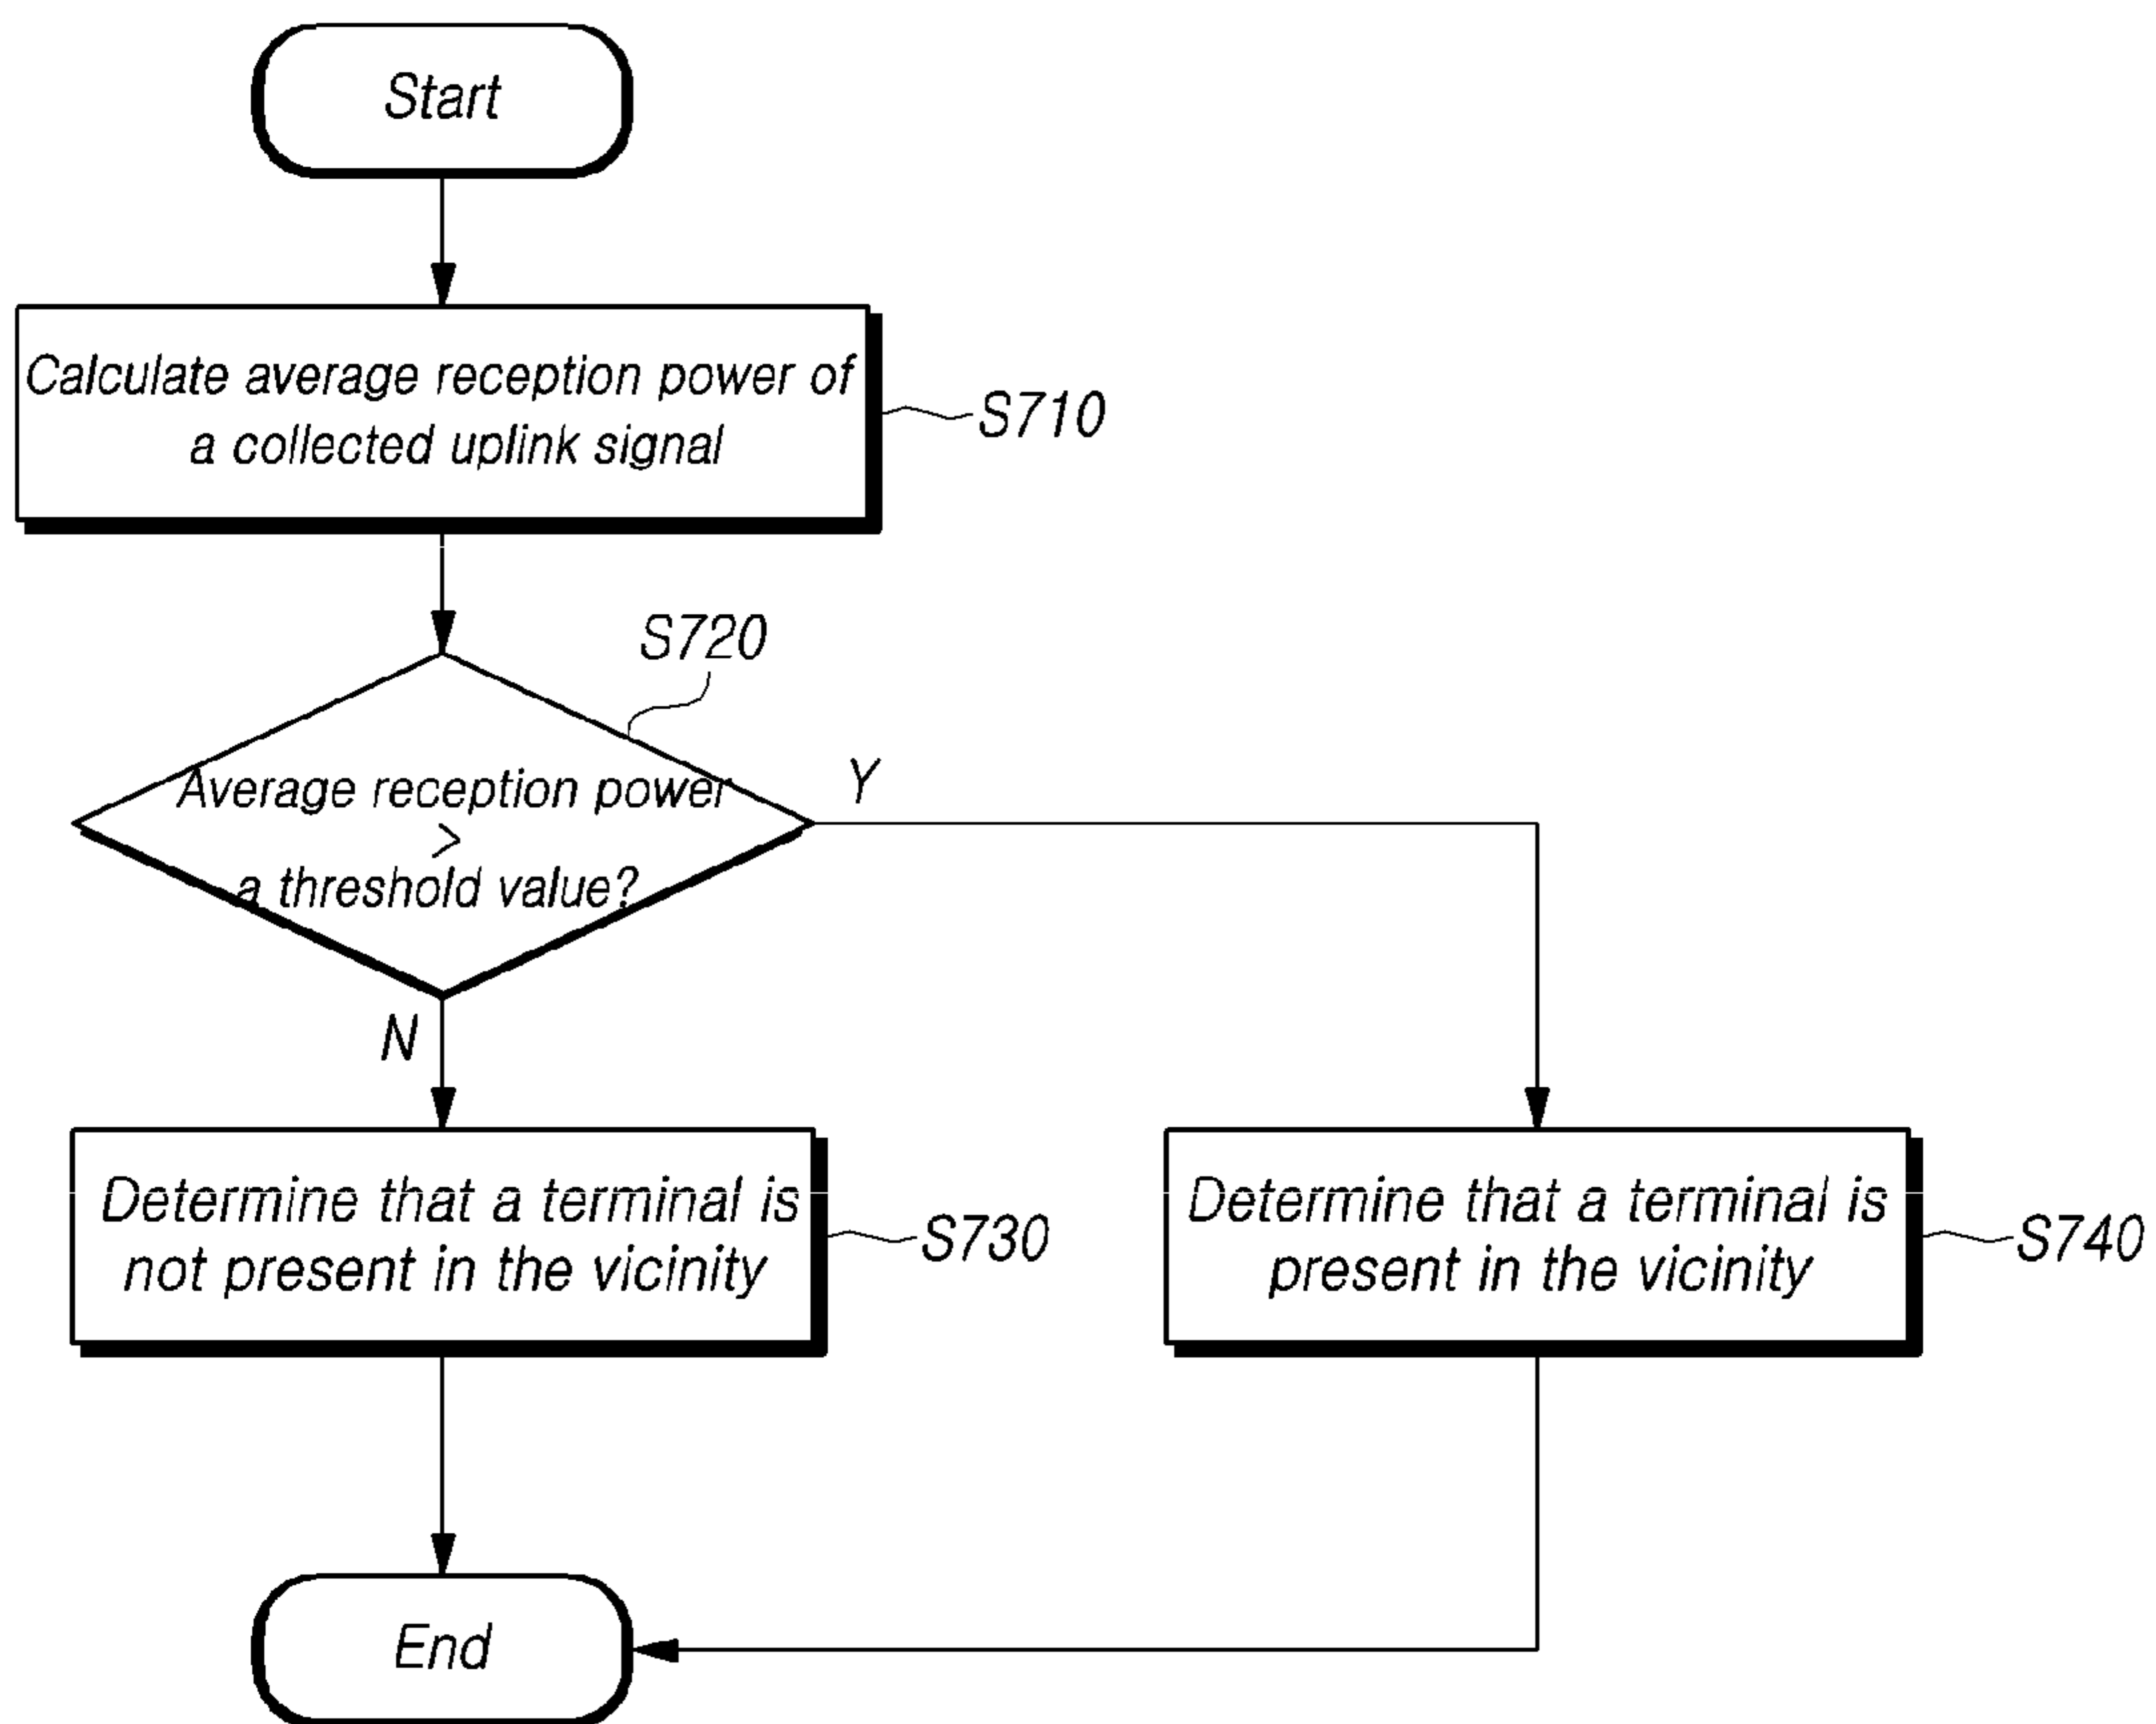 Start
Calculate average reception power of
a collected uplink signal
S710
S720
Average reception power
>
a threshold value?
Y
N
Determine that a terminal is
not present in the vicinity
S730
Determine that a terminal is
present in the vicinity
S740
End